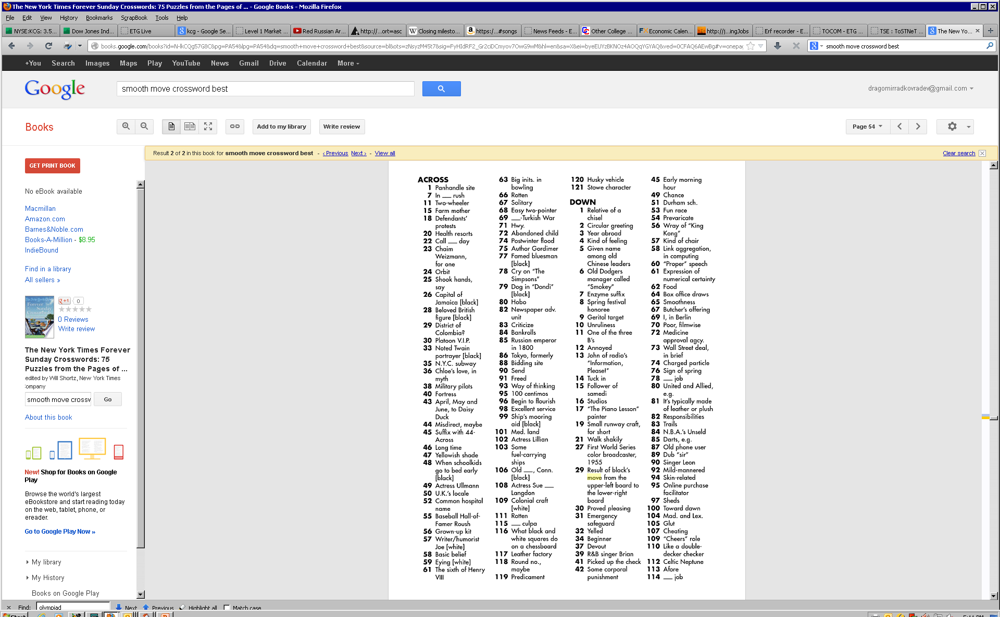 The New York Times Forever Sunday Crosswords: 75 Puzzles from the Pages of ... - Google Books - Mozilla Firefox
File Edit View History Bookmarks ScrapBook Tools Help
NYSE:KCG: 3.5... Dow Jones Ind... ETG Live kcg - Google Se... Level 1 Market ... Red Russian Ar... http://...ort=asc Closing milesto... https:/...#songs News Feeds - E... Other College ... Economic Calen... http://j...ingJobs Erf recorder - E... TOCOM - ETG ... TSE : ToSTNeT ... The New Yo...
smooth move crossword best
+You Search Images Maps Play YouTube News Gmail Drive Calendar More
Google
smooth move crossword best
dragomirradkovradev@gmail.com
Books
Add to my library
Write review
Page 54
Result 2 of 2 in this book for smooth move crossword best - ‹ Previous Next › - View all
Clear search
GET PRINT BOOK
No eBook available
Macmillan
Amazon.com
Barnes&Noble.com
Books-A-Million - $8.95
IndieBound
Find in a library
All sellers »
The New York Times
Forever
Sunday
Crosswords
+1 0
0 Reviews
Write review
The New York Times Forever
Sunday Crosswords: 75
Puzzles from the Pages of ...
edited by Will Shortz, New York Times
ompany
smooth move crossw Go
About this book
New! Shop for Books on Google
Play
Browse the world's largest
eBookstore and start reading today
on the web, tablet, phone, or
ereader.
Go to Google Play Now »
My library
My History
Books on Google Play
ACROSS
1 Panhandle site
7 In ___ rush
11 Two-wheeler
15 Farm mother
18 Defendants'
protests
20 Health resorts
22 Call ___ day
23 Chaim
Weizmann,
for one
24 Orbit
25 Shook hands,
say
26 Capital of
Jamaica [black]
28 Beloved British
figure [black]
29 District of
Colombia?
30 Platoon V.I.P.
33 Noted Twain
portrayer [black]
35 N.Y.C. subway
36 Chloe's love, in
myth
38 Military pilots
40 Fortress
43 April, May and
June, to Daisy
Duck
44 Misdirect, maybe
45 Suffix with 44-
Across
46 Long time
47 Yellowish shade
48 When schoolkids
go to bed early
[black]
49 Actress Ullmann
50 U.K.'s locale
52 Common hospital
name
55 Baseball Hall-of-
Famer Roush
56 Grown-up kit
57 Writer/humorist
Joe [white]
58 Basic belief
59 Eying [white]
61 The sixth of Henry
VIII
63 Big inits. in
bowling
66 Rotten
67 Solitary
68 Easy two-pointer
69 ___-Turkish War
71 Hwy.
72 Abandoned child
74 Postwinter flood
75 Author Gordimer
77 Famed bluesman
[black]
78 Cry on "The
Simpsons"
79 Dog in "Dondi"
[black]
80 Hobo
82 Newspaper adv.
unit
83 Criticize
84 Bankrolls
85 Russian emperor
in 1800
86 Tokyo, formerly
88 Bidding site
90 Send
91 Freed
93 Way of thinking
95 100 centimos
96 Begin to flourish
98 Excellent service
99 Ship's mooring
aid [black]
101 Med. land
102 Actress Lillian
103 Some
fuel-carrying
ships
106 Old ___, Conn.
[black]
108 Actress Sue ___
Langdon
109 Colonial craft
[white]
111 Rotten
115 ___ culpa
116 What black and
white squares do
on a chessboard
117 Leather factory
118 Round no.,
maybe
119 Predicament
120 Husky vehicle
121 Stowe character
DOWN
1 Relative of a
chisel
2 Circular greeting
3 Year abroad
4 Kind of feeling
5 Given name
among old
Chinese leaders
6 Old Dodgers
manager called
"Smokey"
7 Enzyme suffix
8 Spring festival
honoree
9 Geritol target
10 Unruliness
11 One of the three
B's
12 Annoyed
13 John of radio's
"Information,
Please!"
14 Tuck in
15 Follower of
samedi
16 Studios
17 "The Piano Lesson"
painter
19 Small runway craft,
for short
21 Walk shakily
27 First World Series
color broadcaster,
1955
29 Result of black's
move from the
upper-left board to
the lower-right
board
30 Proved pleasing
31 Emergency
safeguard
32 Yelled
34 Beginner
37 Devout
39 R&B singer Brian
41 Picked up the check
42 Some corporal
punishment
45 Early morning
hour
49 Chance
51 Durham sch.
53 Fun race
54 Prevaricate
56 Wray of "King
Kong"
57 Kind of chair
58 Link aggregation,
in computing
60 "Proper" speech
61 Expression of
numerical certainty
62 Food
64 Box office draws
65 Smoothness
67 Butcher's offering
69 I, in Berlin
70 Poor, filmwise
72 Medicine
approval agcy.
73 Wall Street deal,
in brief
74 Charged particle
76 Sign of spring
78 ___ job
80 United and Allied,
e.g.
81 It's typically made
of leather or plush
82 Responsibilities
83 Trails
84 N.B.A.'s Unseld
85 Darts, e.g.
87 Old phone user
89 Dub "sir"
90 Singer Leon
92 Mild-mannered
94 Skin-related
95 Online purchase
facilitator
97 Sheds
100 Toward dawn
104 Mad. and Lex.
105 Glut
107 Cheating
109 "Cheers" role
110 Like a double-
decker checker
112 Celtic Neptune
113 Afore
114 ___ job
Find: olympiad Next Previous Highlight all Match case
Start 5:11 PM